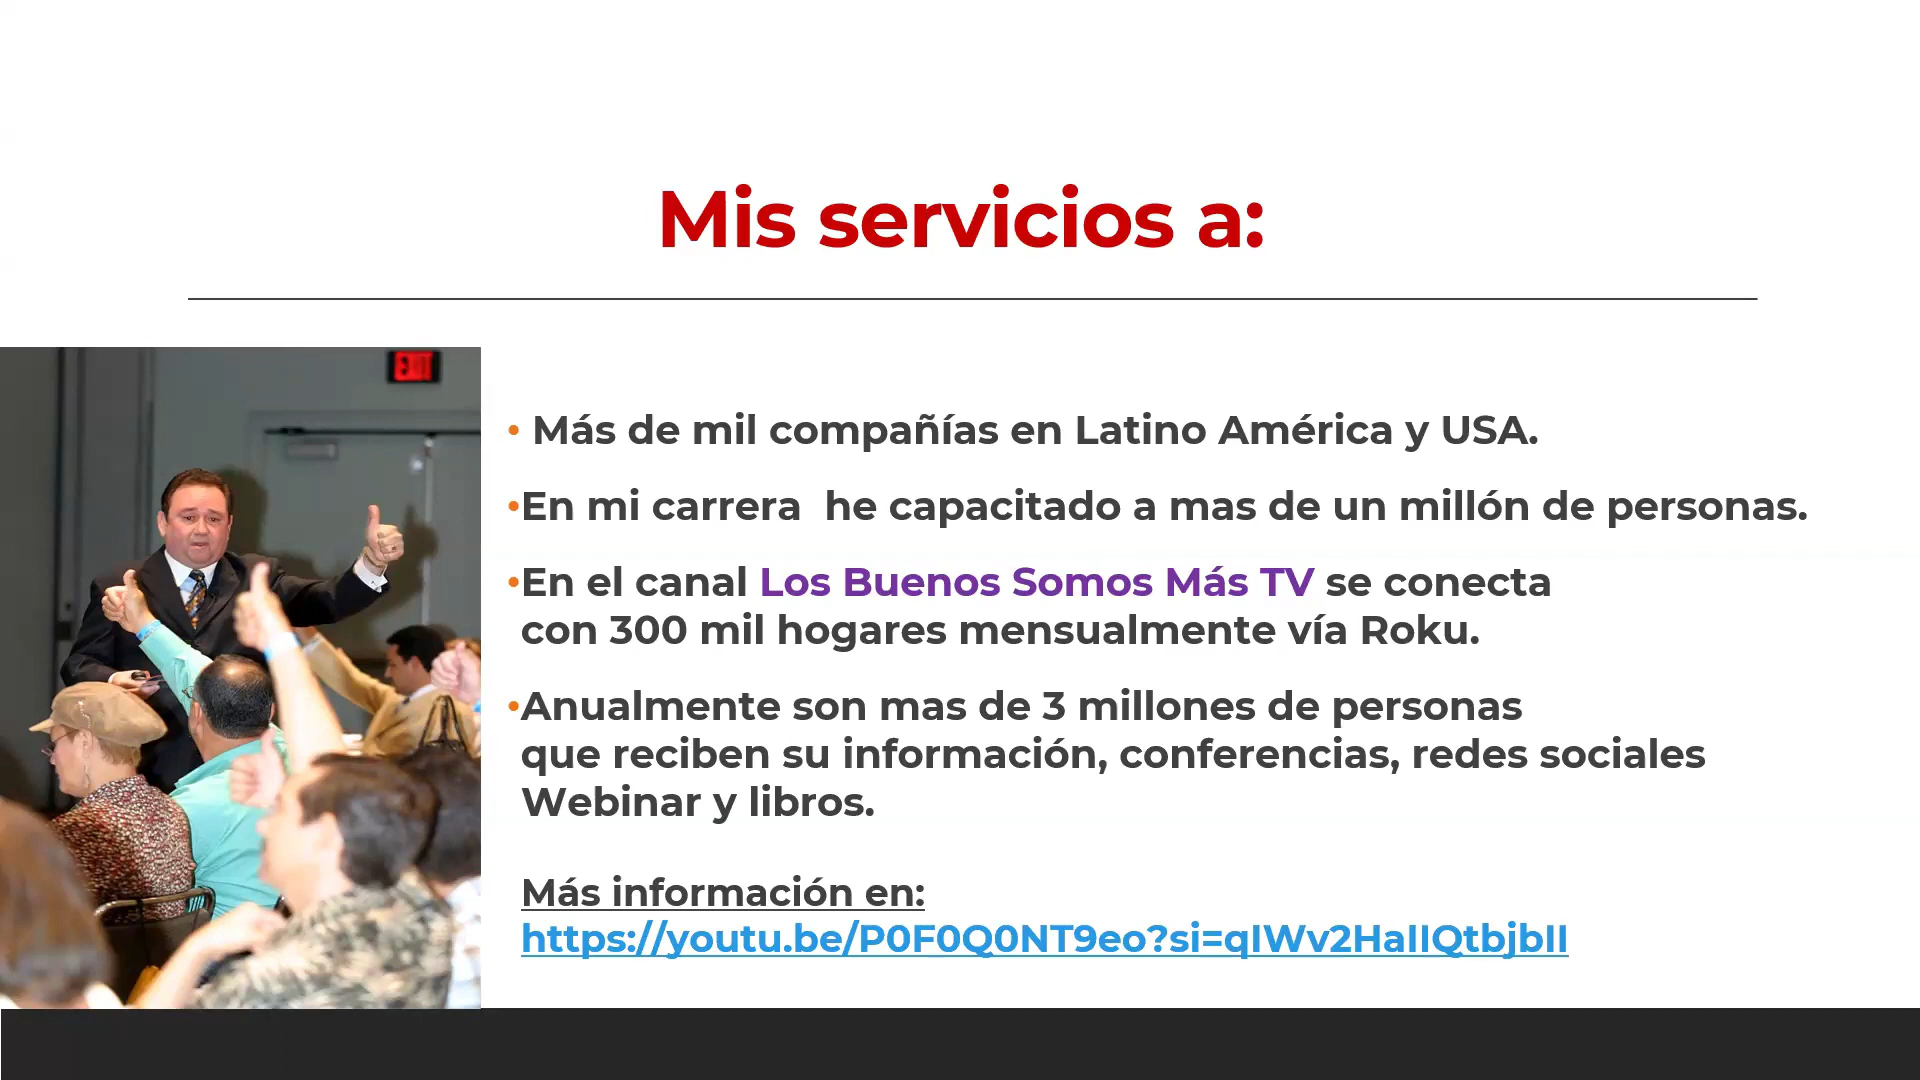 Mis servicios a:
EXIT
• Más de mil compañías en Latino América y USA.
•En mi carrera  he capacitado a mas de un millón de personas.
•En el canal Los Buenos Somos Más TV se conecta
con 300 mil hogares mensualmente vía Roku.
•Anualmente son mas de 3 millones de personas
que reciben su información, conferencias, redes sociales
Webinar y libros.
Más información en:
https://youtu.be/P0F0Q0NT9eo?si=qIWv2HaIIQtbjbII